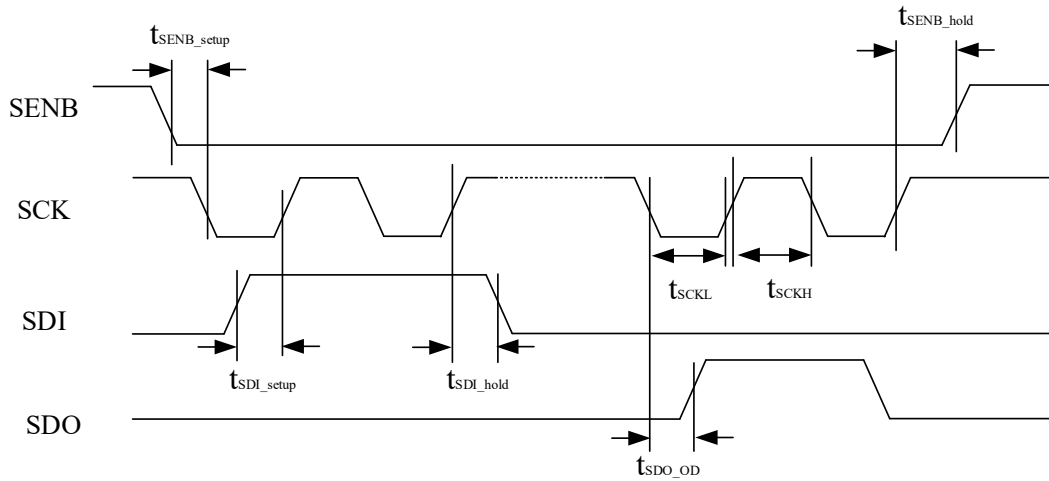 tSENB_setup
tSENB_hold
SENB
SCK
tSCKL
tSCKH
SDI
tSDI_setup
tSDI_hold
SDO
tSDO_OD